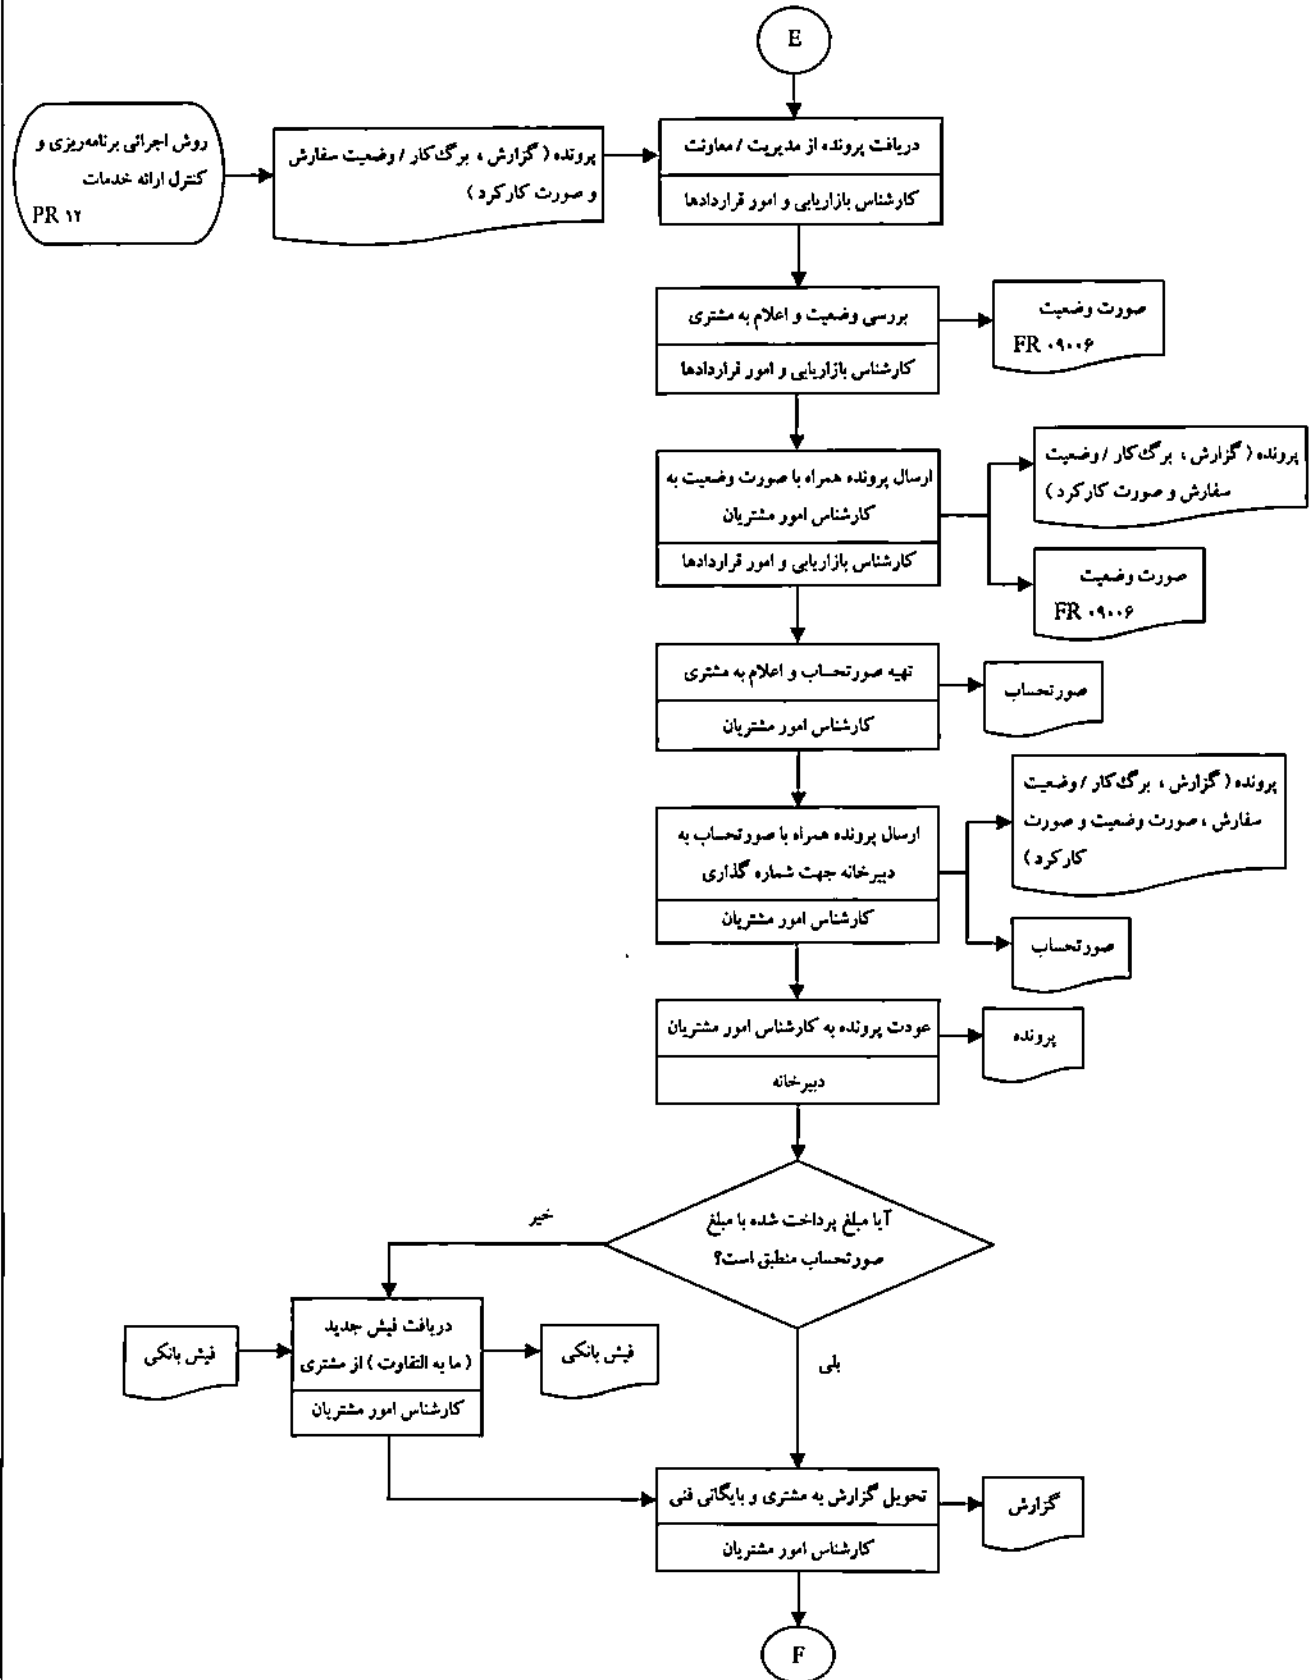 E
روش اجرائی برنامه‌ریزی و
کنترل ارائه خدمات
PR ۱۲
پرونده ( گزارش ، برگ کار / وضعیت سفارش
و صورت کارکرد )
دریافت پرونده از مدیریت / معاونت
کارشناس بازاریابی و امور قراردادها
بررسی وضعیت و اعلام به مشتری
کارشناس بازاریابی و امور قراردادها
صورت وضعیت
FR ۰۹۰۰۶
ارسال پرونده همراه با صورت وضعیت به
کارشناس امور مشتریان
کارشناس بازاریابی و امور قراردادها
پرونده ( گزارش ، برگ کار / وضعیت
سفارش و صورت کارکرد )
صورت وضعیت
FR ۰۹۰۰۶
تهیه صورتحساب و اعلام به مشتری
کارشناس امور مشتریان
صورتحساب
ارسال پرونده همراه با صورتحساب به
دبیرخانه جهت شماره گذاری
کارشناس امور مشتریان
پرونده ( گزارش ، برگ کار / وضعیت
سفارش ، صورت وضعیت و صورت
کارکرد )
صورتحساب
عودت پرونده به کارشناس امور مشتریان
دبیرخانه
پرونده
آیا مبلغ پرداخت شده با مبلغ
صورتحساب منطبق است؟
خیر
بلی
فیش بانکی
دریافت فیش جدید
( ما به التفاوت ) از مشتری
کارشناس امور مشتریان
فیش بانکی
تحویل گزارش به مشتری و بایگانی فنی
کارشناس امور مشتریان
گزارش
F